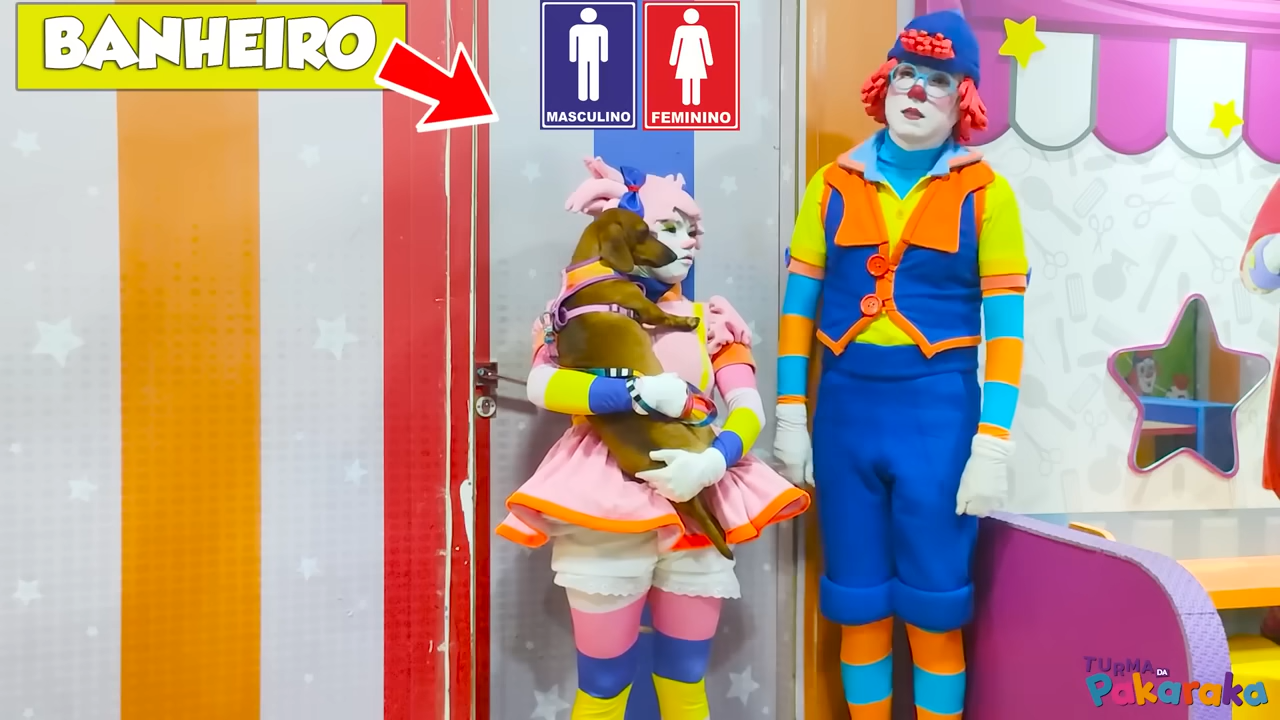 BANHEIRO
MASCULINO
FEMININO
TURMA DA
Pakaraka